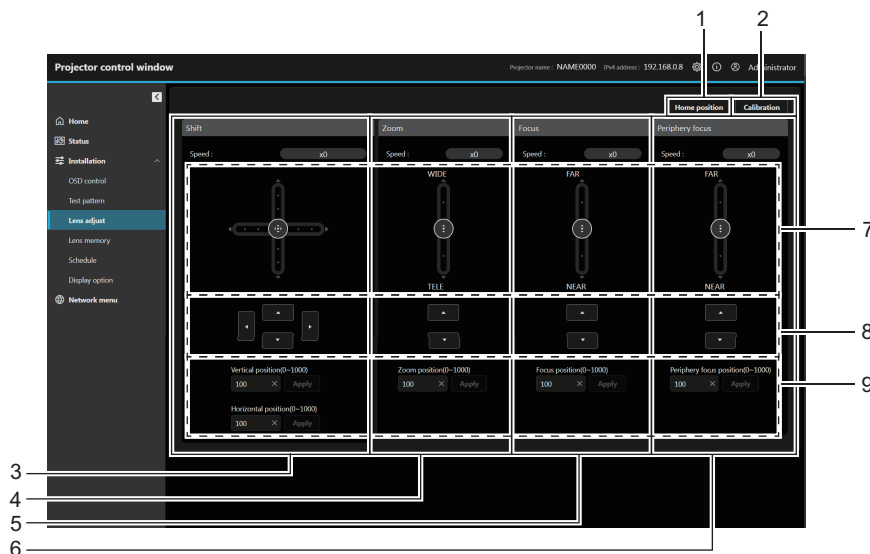 1 2
Projector control window
Projector name : NAME0000 IPv4 address : 192.168.0.8 Administrator
Home position Calibration
Home
Status
Installation
OSD control
Test pattern
Lens adjust
Lens memory
Schedule
Display option
Network menu
Shift Zoom Focus Periphery focus
Speed : x0 Speed : x0 Speed : x0 Speed : x0
WIDE FAR FAR
7
TELE NEAR NEAR
8
Vertical position(0~1000) Zoom position(0~1000) Focus position(0~1000) Periphery focus position(0~1000)
100 × Apply 100 × Apply 100 × Apply 100 × Apply
9
Horizontal position(0~1000)
100 × Apply
3
4
5
6